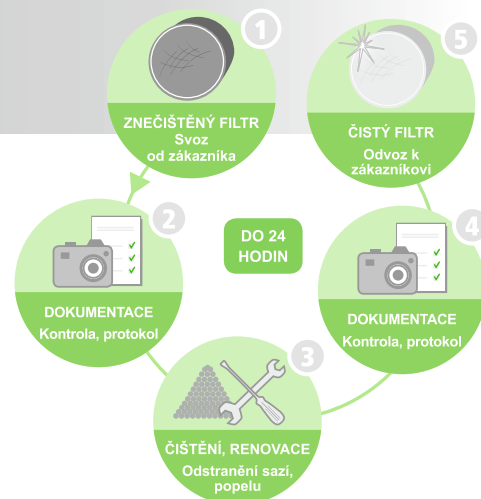 1
ZNEČIŠTĚNÝ FILTR
Svoz
od zákaznika
2
DOKUMENTACE
Kontrola, protokol
3
ČIŠTĚNÍ, RENOVACE
Odstranění sazí,
popelu
4
DOKUMENTACE
Kontrola, protokol
5
ČISTÝ FILTR
Odvoz k
zákazníkovi
DO 24
HODIN